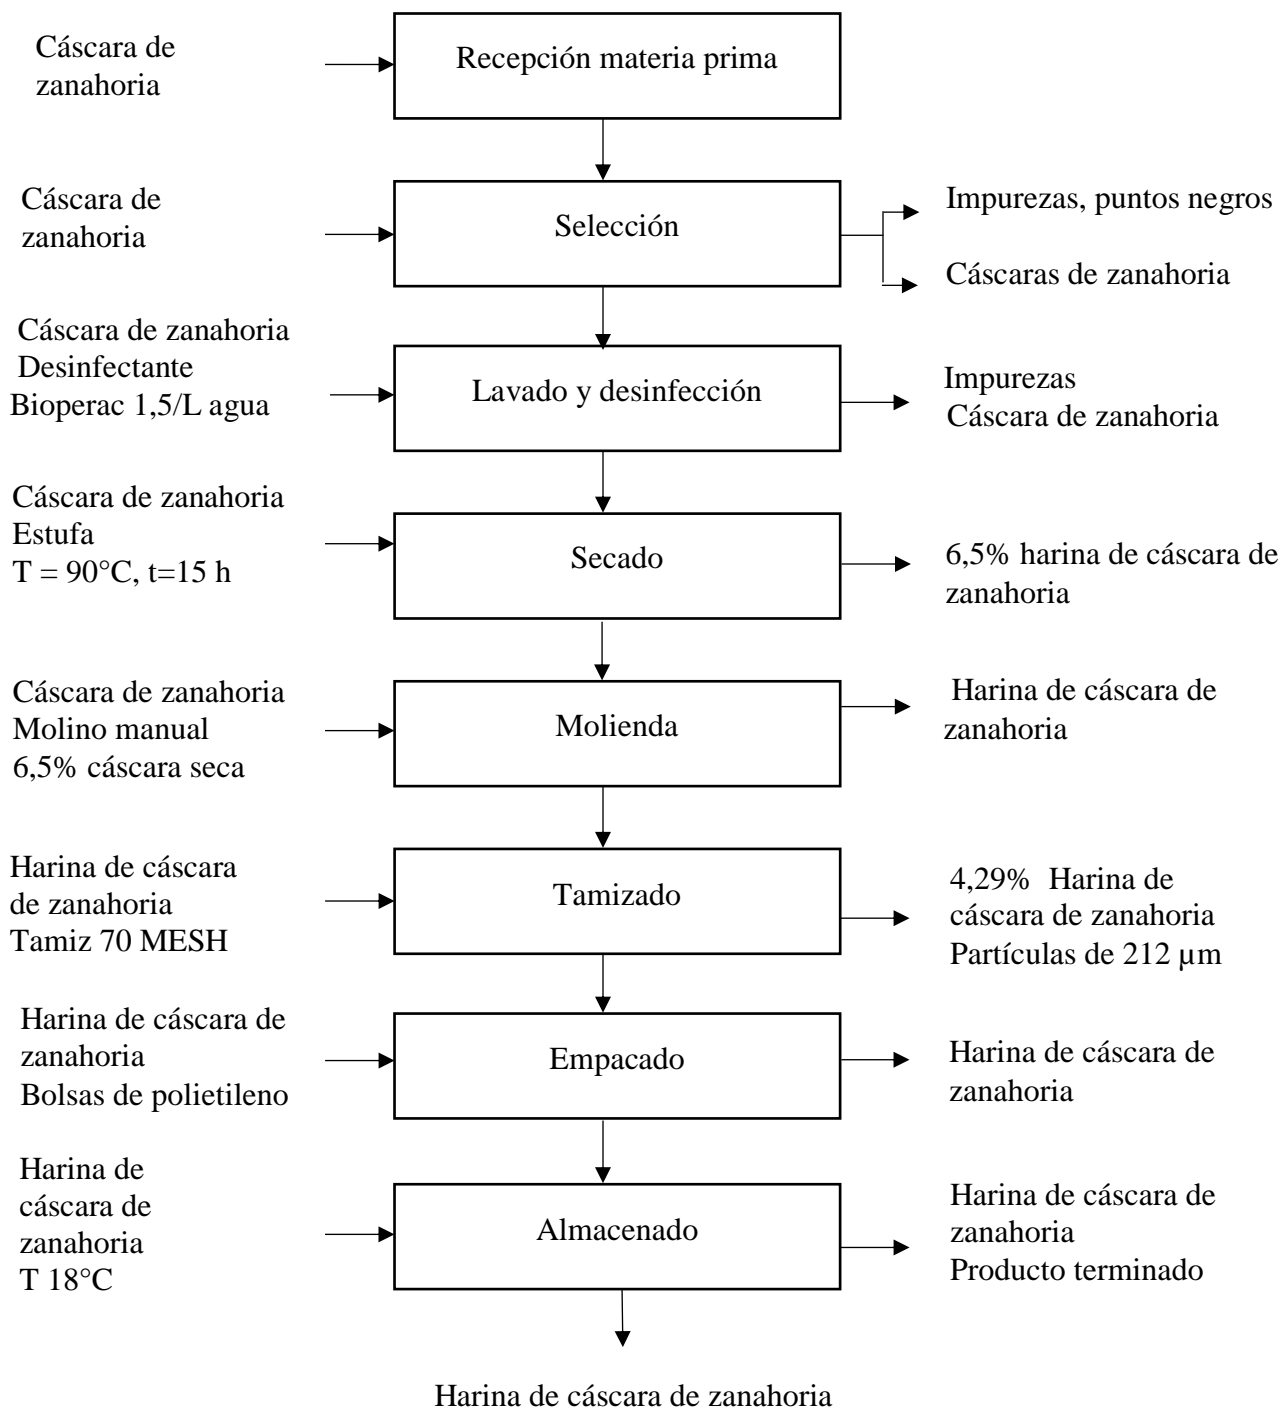 Cáscara de
zanahoria
Recepción materia prima
Cáscara de
zanahoria
Selección
Impurezas, puntos negros
Cáscaras de zanahoria
Cáscara de zanahoria
Desinfectante
Bioperac 1,5/L agua
Lavado y desinfección
Impurezas
Cáscara de zanahoria
Cáscara de zanahoria
Estufa
T = 90°C, t=15 h
Secado
6,5% harina de cáscara de
zanahoria
Cáscara de zanahoria
Molino manual
6,5% cáscara seca
Molienda
Harina de cáscara de
zanahoria
Harina de cáscara
de zanahoria
Tamiz 70 MESH
Tamizado
4,29% Harina de
cáscara de zanahoria
Partículas de 212 µm
Harina de cáscara de
zanahoria
Bolsas de polietileno
Empacado
Harina de cáscara de
zanahoria
Harina de
cáscara de
zanahoria
T 18°C
Almacenado
Harina de cáscara de
zanahoria
Producto terminado
Harina de cáscara de zanahoria